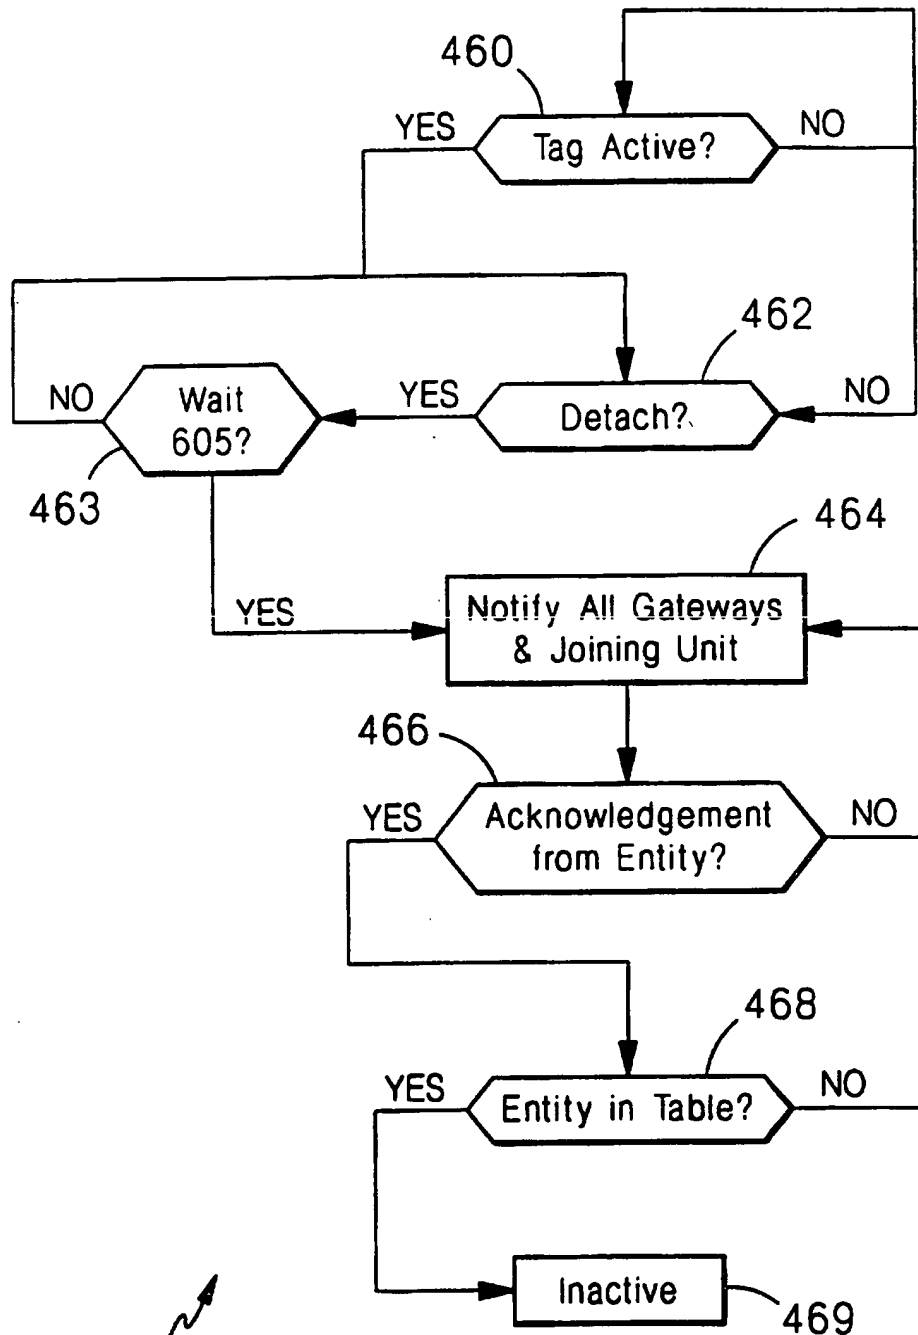 460
YES
Tag Active?
NO
462
NO
Wait
605?
YES
Detach?
NO
463
464
YES
Notify All Gateways
& Joining Unit
466
YES
Acknowledgement
from Entity?
NO
468
YES
Entity in Table?
NO
Inactive
469